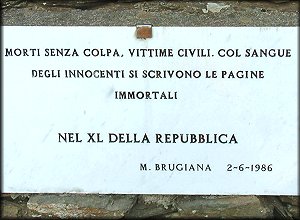 MORTI SENZA COLPA, VITTIME CIVILI. COL SANGUE
DEGLI INNOCENTI SI SCRIVONO LE PAGINE
IMMORTALI
NEL XL DELLA REPUBBLICA
M. BRUGIANA 2-6-1986